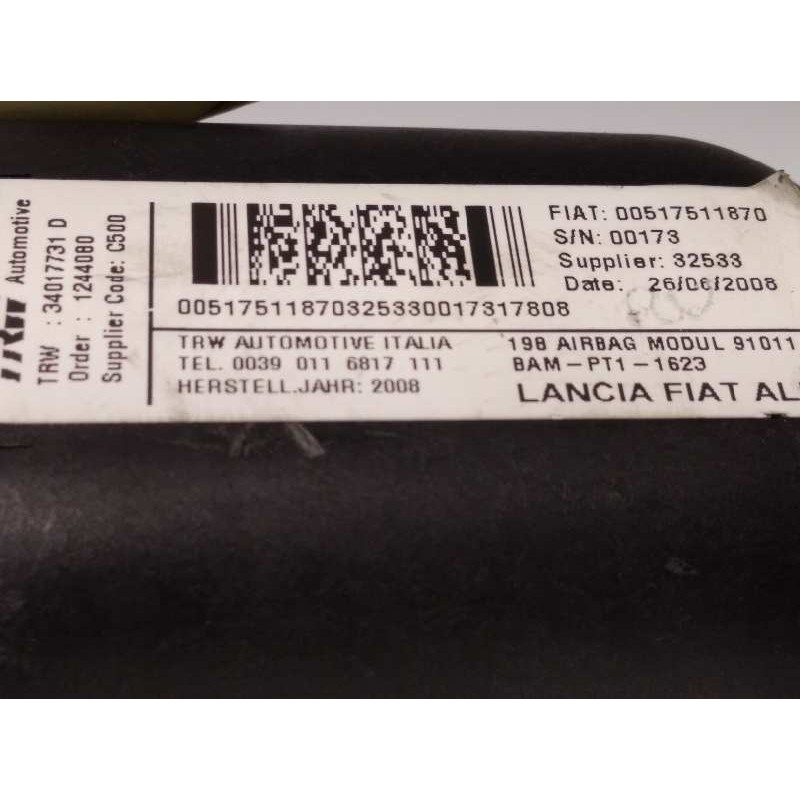 TRW Automotive
TRW : 34017731 D
Order : 1244080
Supplier Code: C500
00517511870325330017317808
FIAT: 00517511870
S/N: 00173
Supplier: 32533
Date: 26/06/2008
TRW AUTOMOTIVE ITALIA
TEL. 0039 011 6817 111
HERSTELL.JAHR: 2008
198 AIRBAG MODUL 91011
BAM-PT1-1623
LANCIA FIAT AL